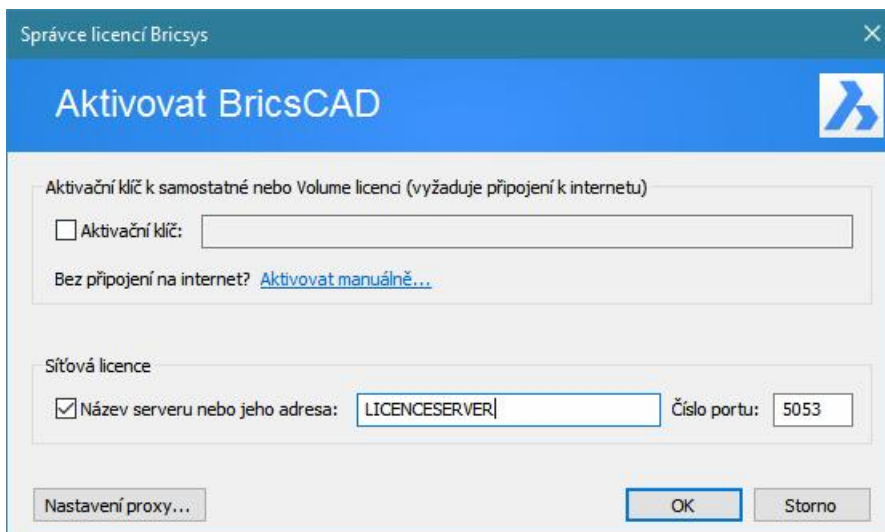 Správce licencí Bricsys
Aktivovat BricsCAD
Aktivační klíč k samostatné nebo Volume licenci (vyžaduje připojení k internetu)
Aktivační klíč:
Bez připojení na internet? Aktivovat manuálně...
Síťová licence
Název serveru nebo jeho adresa: LICENCESERVER Číslo portu: 5053
Nastavení proxy... OK Storno